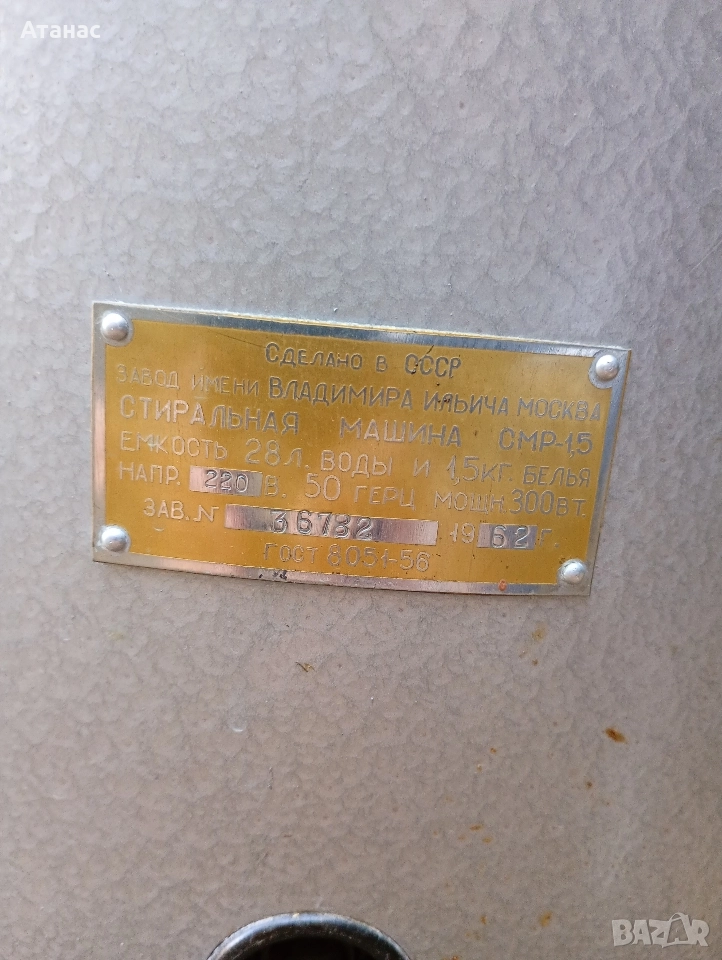 Атанас
СДЕЛАНО В СССР
ЗАВОД ИМЕНИ ВЛАДИМИРА ИЛЬИЧА МОСКВА
СТИРАЛЬНАЯ МАШИНА СМР-1,5
ЕМКОСТЬ 28 Л. ВОДЫ И 1,5 КГ. БЕЛЬЯ
НАПР. 220 В. 50 ГЕРЦ МОЩН. 300 ВТ.
ЗАВ. № 36732 19 62 Г.
ГОСТ 8051-56
BAZAR